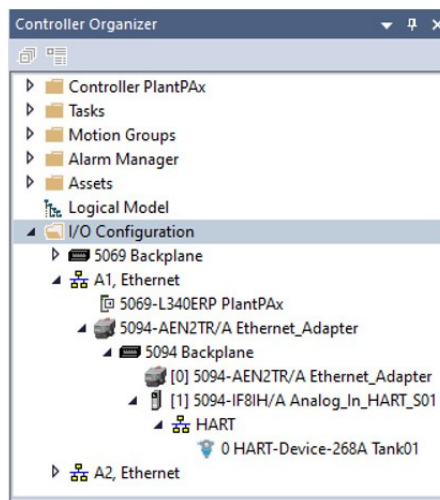 Controller Organizer
Controller PlantPAx
Tasks
Motion Groups
Alarm Manager
Assets
Logical Model
I/O Configuration
5069 Backplane
A1, Ethernet
5069-L340ERP PlantPAx
5094-AEN2TR/A Ethernet_Adapter
5094 Backplane
[0] 5094-AEN2TR/A Ethernet_Adapter
[1] 5094-IF8IH/A Analog_In_HART_S01
HART
0 HART-Device-268A Tank01
A2, Ethernet